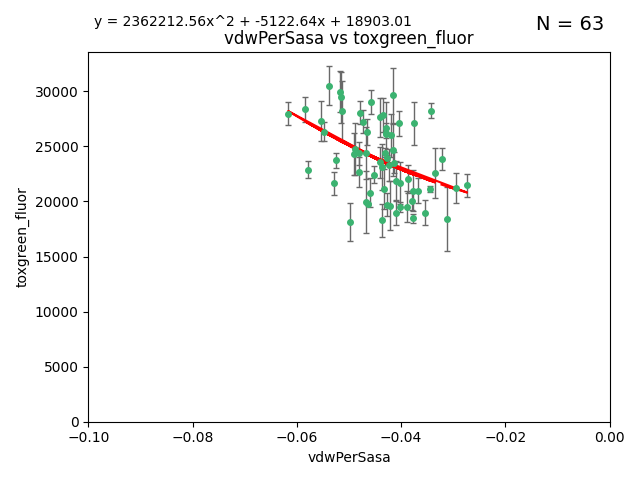 y = 2362212.56x^2 + -5122.64x + 18903.01
N = 63
vdwPerSasa vs toxgreen_fluor
30000
25000
20000
15000
10000
5000
0
toxgreen_fluor
−0.10 −0.08 −0.06 −0.04 −0.02 0.00
vdwPerSasa